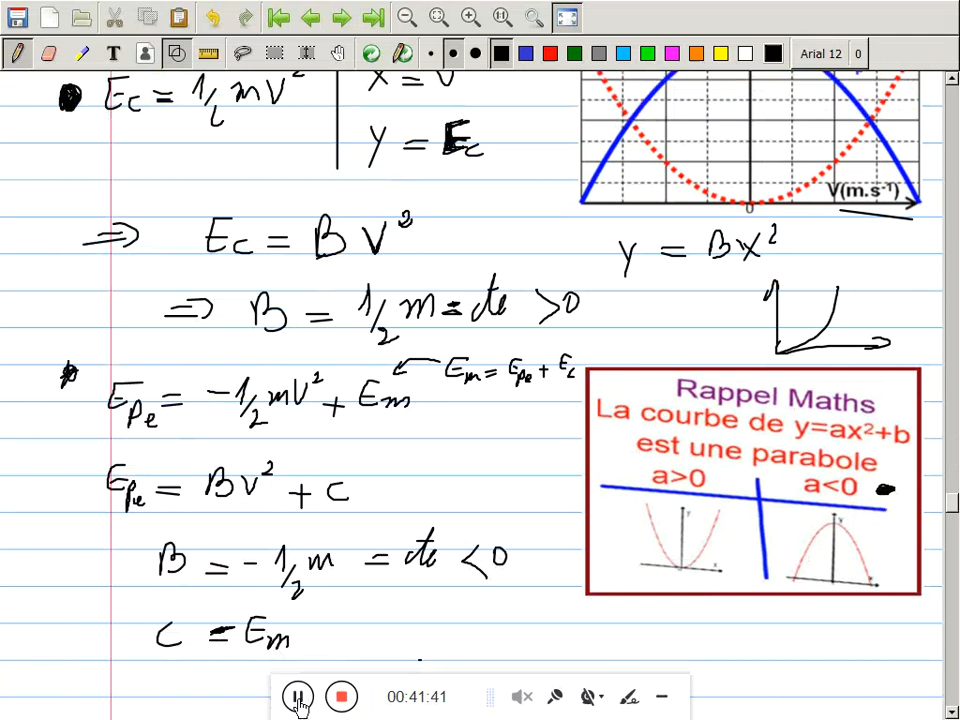 Arial 12 0
Ec = 1/2 mV²
X = V
Y = Ec
V(m.s⁻¹)
0
⇒ Ec = BV²
Y = BX²
⇒ B = 1/2 m = cte > 0
EPe = -1/2 mV² + Em
Em = EPe + Ec
EPe = BV² + C
B = -1/2 m = cte < 0
C = Em
Rappel Maths
La courbe de y=ax²+b
est une parabole
a>0 a<0
y y
x x
00:41:41